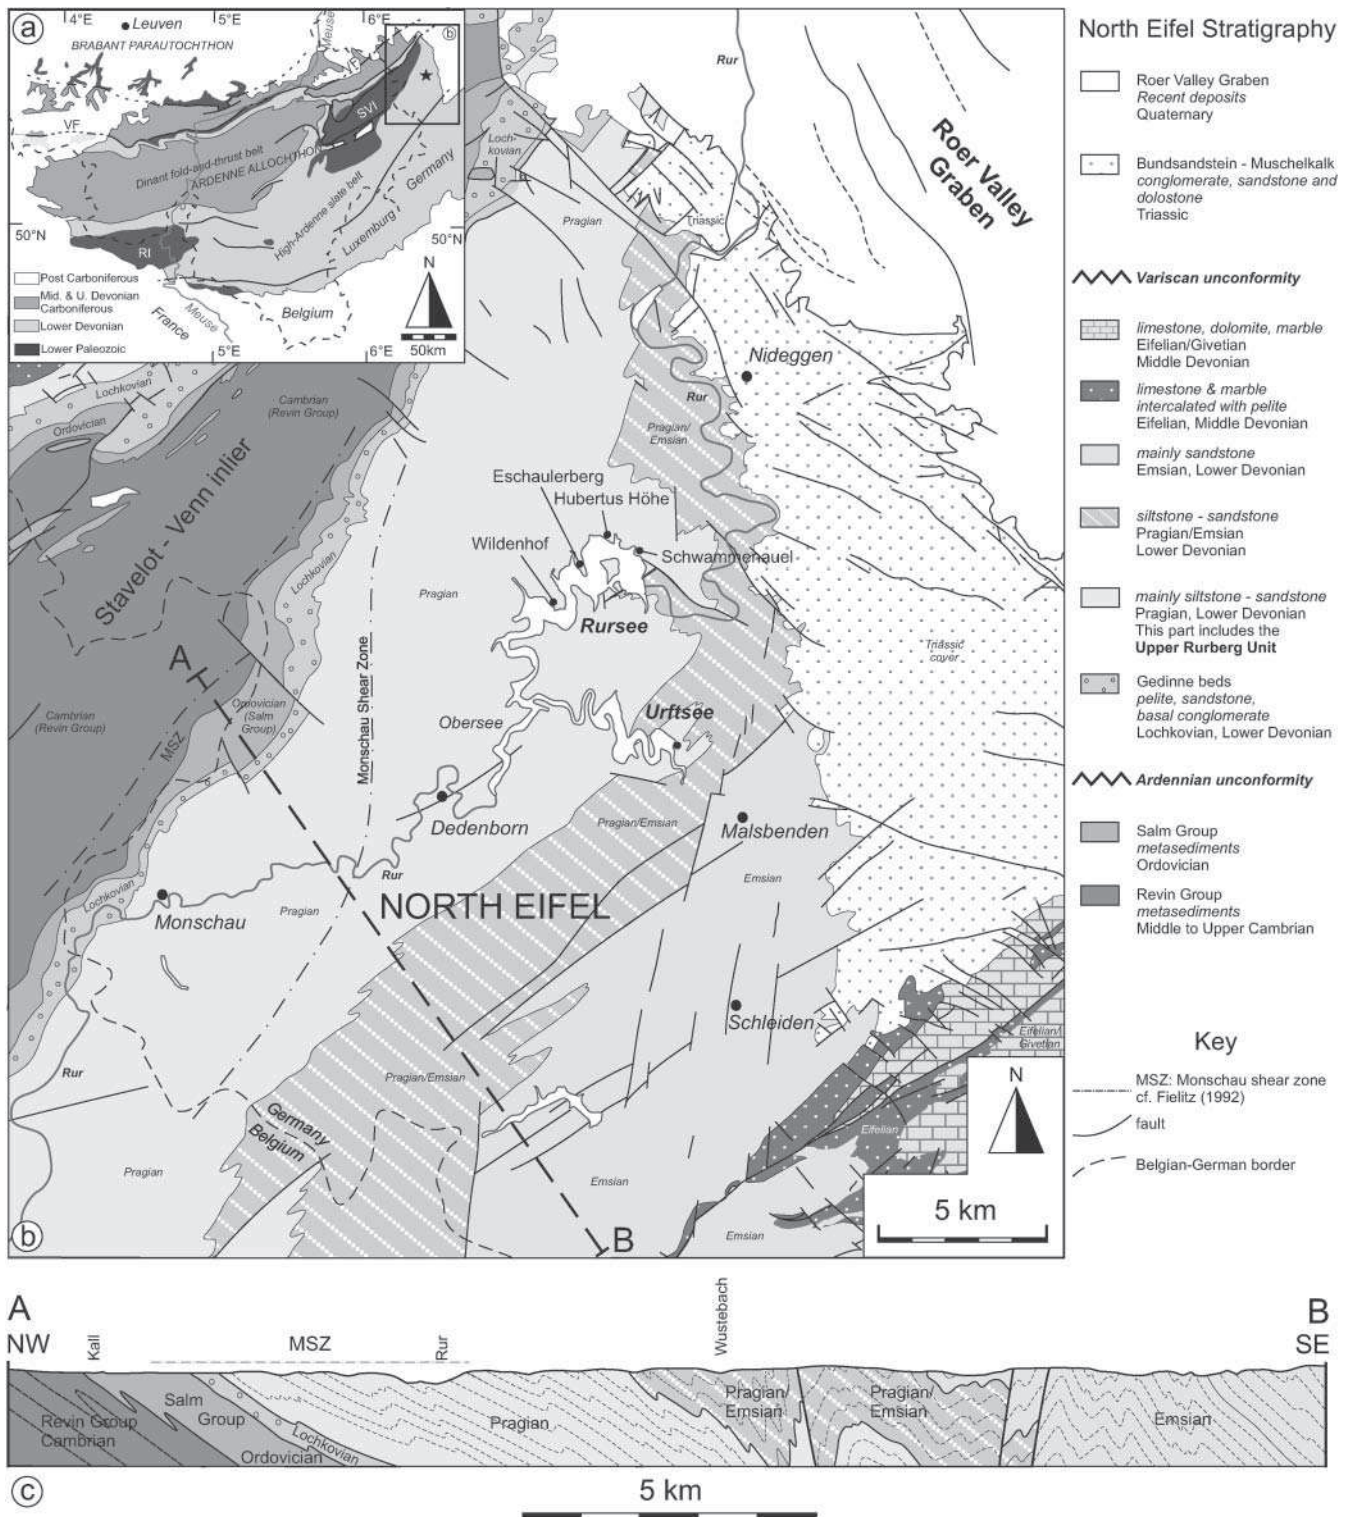 a
4°E
5°E
6°E
Leuven
Meuse
BRABANT PARAUTOCHTHON
b
VF
VF
SVI
Dinant fold-and-thrust belt
ARDENNE ALLOCHTHON
High-Ardenne slate belt
Germany
Luxemburg
50°N
50°N
RI
Post Carboniferous
Mid. & U. Devonian
Carboniferous
Lower Devonian
Lower Paleozoic
Meuse
France
Belgium
N
50km
5°E
6°E
Rur
Loch-
kovian
Pragian
Triassic
Roer Valley
Graben
Nideggen
Rur
Pragian/
Emsian
Lochkovian
Ordovician
Cambrian
(Revin Group)
Stavelot - Venn inlier
Eschaulerberg
Hubertus Höhe
Wildenhof
Schwammenauel
Lochkovian
Pragian
Rursee
Monschau Shear Zone
Triassic
cover
A
Ordovician
(Salm
Group)
Cambrian
(Revin Group)
MSZ
Obersee
Urftsee
Dedenborn
Pragian/Emsian
Malsbenden
Rur
Emsian
Lochkovian
Monschau
Pragian
NORTH EIFEL
Schleiden
Eifelian/
Givetian
Rur
Pragian/Emsian
Germany
Belgium
Eifelian
N
Pragian
Emsian
5 km
b
B
Emsian
North Eifel Stratigraphy
Roer Valley Graben
Recent deposits
Quaternary
Bundsandstein - Muschelkalk
conglomerate, sandstone and
dolostone
Triassic
Variscan unconformity
limestone, dolomite, marble
Eifelian/Givetian
Middle Devonian
limestone & marble
intercalated with pelite
Eifelian, Middle Devonian
mainly sandstone
Emsian, Lower Devonian
siltstone - sandstone
Pragian/Emsian
Lower Devonian
mainly siltstone - sandstone
Pragian, Lower Devonian
This part includes the
Upper Rurberg Unit
Gedinne beds
pelite, sandstone,
basal conglomerate
Lochkovian, Lower Devonian
Ardennian unconformity
Salm Group
metasediments
Ordovician
Revin Group
metasediments
Middle to Upper Cambrian
Key
MSZ: Monschau shear zone
cf. Fielitz (1992)
fault
Belgian-German border
A
B
NW
Kall
MSZ
Rur
Wustebach
SE
Revin Group
Cambrian
Salm
Group
Ordovician
Lochkovian
Pragian
Pragian/
Emsian
Pragian/
Emsian
Emsian
c
5 km